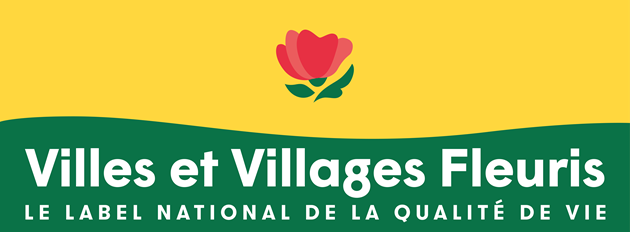 Villes et Villages Fleuris
LE LABEL NATIONAL DE LA QUALITÉ DE VIE